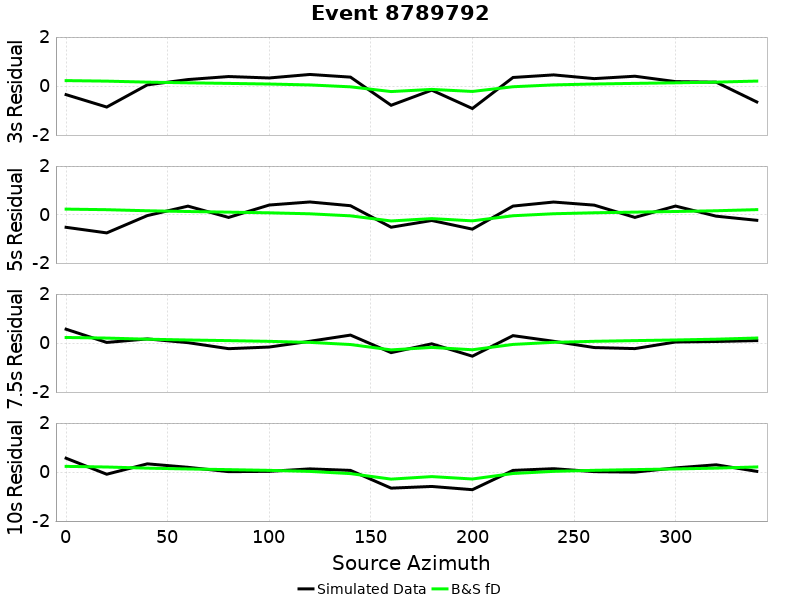 Event 8789792
3s Residual
2
0
-2
5s Residual
2
0
-2
7.5s Residual
2
0
-2
10s Residual
2
0
-2
0 50 100 150 200 250 300
Source Azimuth
Simulated Data B&S fD